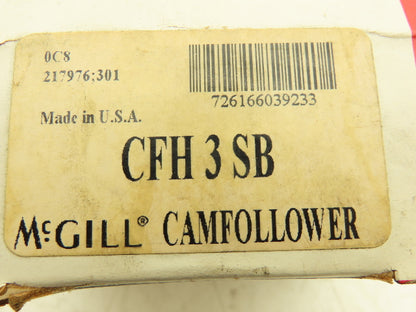 0C8
217976;301
726166039233
Made in U.S.A.
CFH 3 SB
McGILL® CAMFOLLOWER